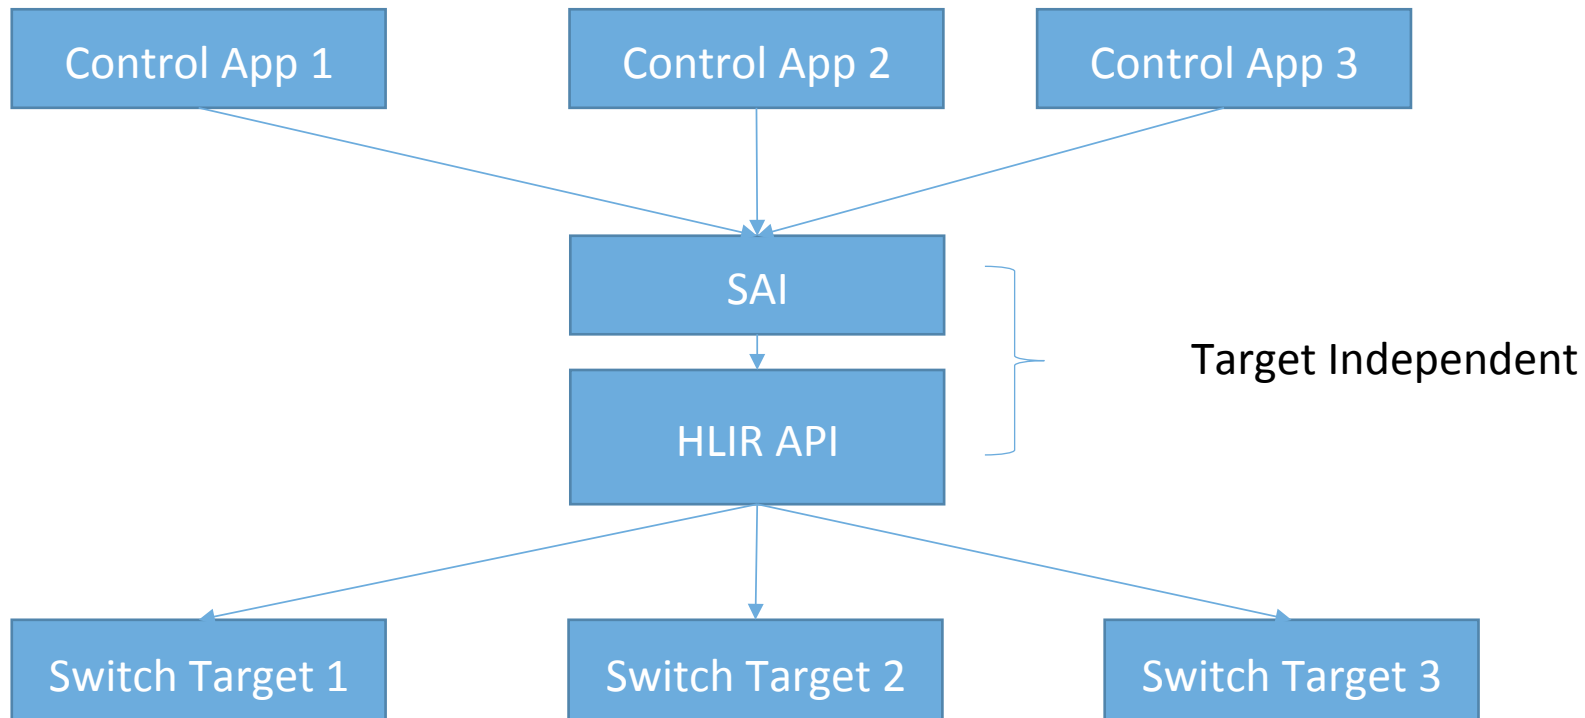 Control App 1
Control App 2
Control App 3
SAI
Target Independent
HLIR API
Switch Target 1
Switch Target 2
Switch Target 3